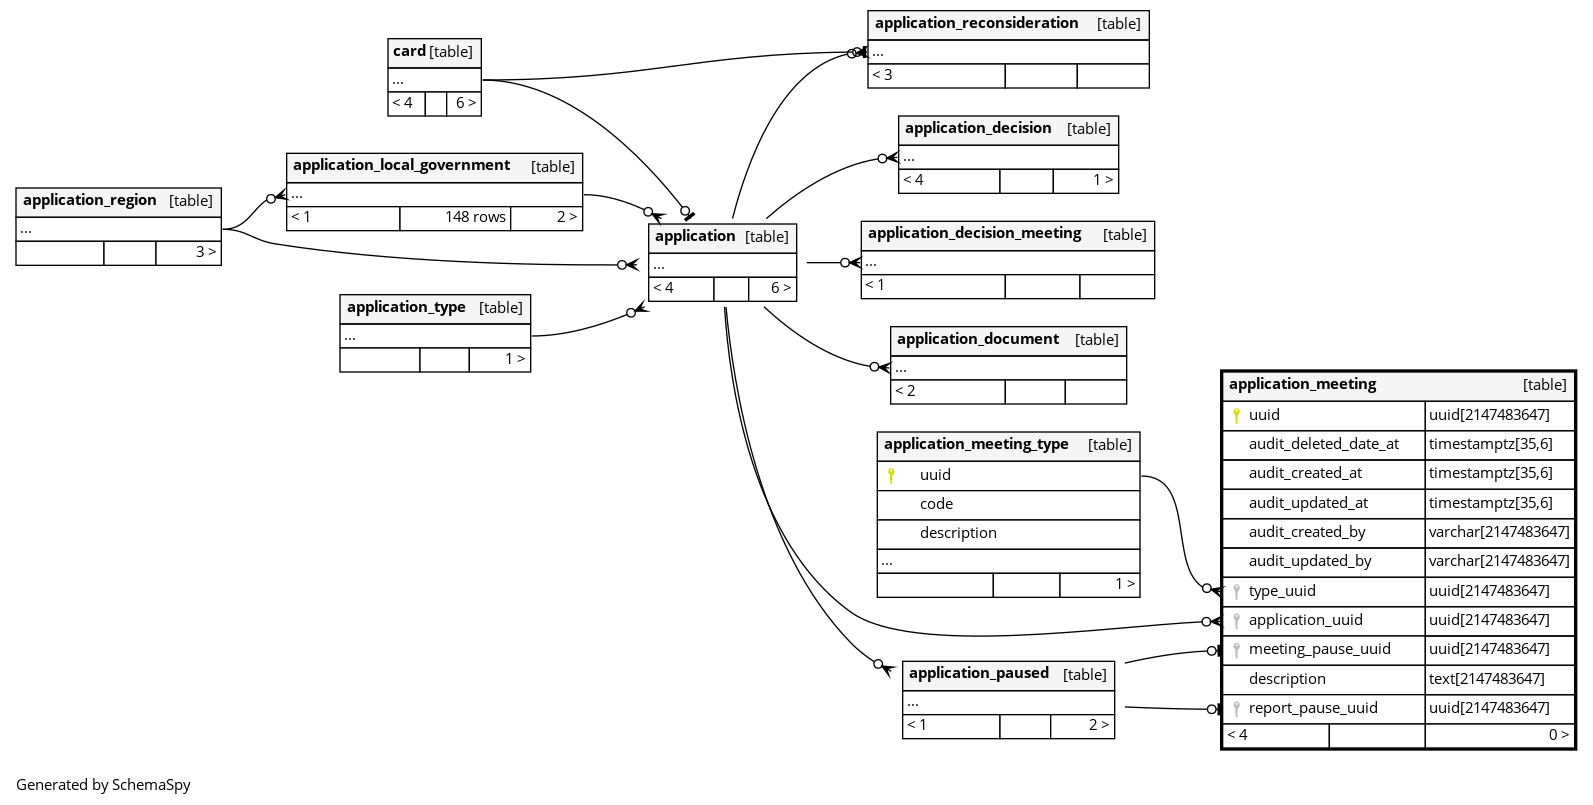 application_reconsideration [table]
...
< 3
card [table]
...
< 4 6 >
application_decision [table]
...
< 4 1 >
application_local_government [table]
...
< 1 148 rows 2 >
application_region [table]
...
3 >
application [table]
...
< 4 6 >
application_decision_meeting [table]
...
< 1
application_type [table]
...
1 >
application_document [table]
...
< 2
application_meeting_type [table]
uuid
code
description
...
1 >
application_meeting [table]
uuid uuid[2147483647]
audit_deleted_date_at timestamptz[35,6]
audit_created_at timestamptz[35,6]
audit_updated_at timestamptz[35,6]
audit_created_by varchar[2147483647]
audit_updated_by varchar[2147483647]
type_uuid uuid[2147483647]
application_uuid uuid[2147483647]
meeting_pause_uuid uuid[2147483647]
description text[2147483647]
report_pause_uuid uuid[2147483647]
< 4 0 >
application_paused [table]
...
< 1 2 >
Generated by SchemaSpy